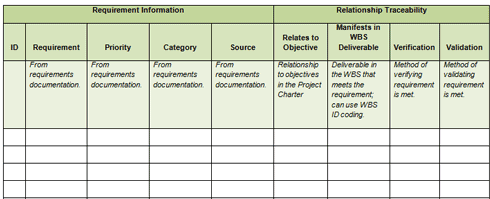 Requirement Information Relationship Traceability
ID Requirement Priority Category Source Relates to Objective Manifests in WBS Deliverable Verification Validation
From requirements documentation.
From requirements documentation.
From requirements documentation.
From requirements documentation.
Relationship to objectives in the Project Charter
Deliverable in the WBS that meets the requirement; can use WBS ID coding.
Method of verifying requirement is met.
Method of validating requirement is met.